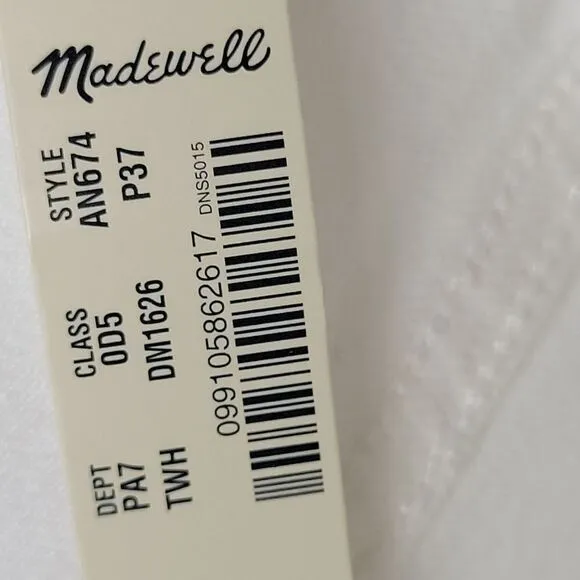 Madewell
DEPT CLASS STYLE
PA7 0D5 AN674
TWH DM1626 P37
099105862617 DNS5015